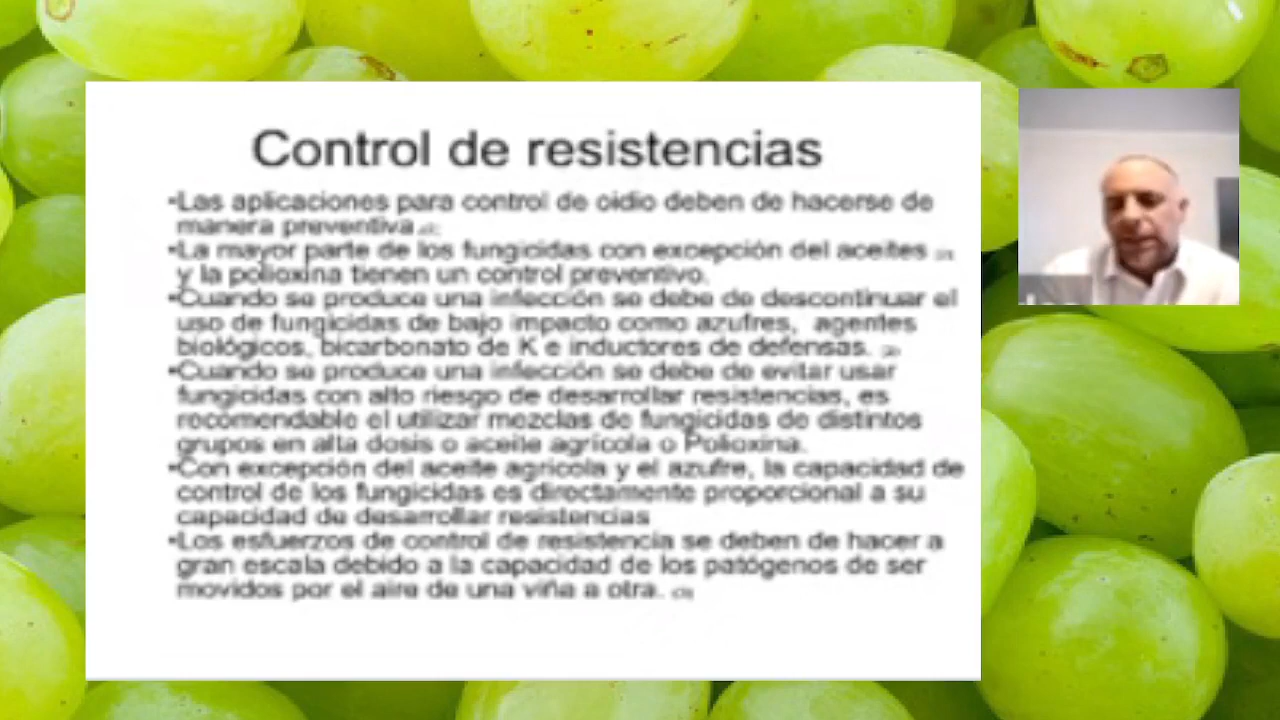 Control de resistencias
•Las aplicaciones para control de oidio deben de hacerse de
manera preventiva
•La mayor parte de los fungicidas con excepción del aceites
y la polioxina tienen un control preventivo.
•Cuando se produce una infección se debe de descontinuar el
uso de fungicidas de bajo impacto como azufres, agentes
biológicos, bicarbonato de K e inductores de defensas.
•Cuando se produce una infección se debe de evitar usar
fungicidas con alto riesgo de desarrollar resistencias, es
recomendable el utilizar mezclas de fungicidas de distintos
grupos en alta dosis o aceite agrícola o Polioxina.
•Con excepción del aceite agrícola y el azufre, la capacidad de
control de los fungicidas es directamente proporcional a su
capacidad de desarrollar resistencias
•Los esfuerzos de control de resistencia se deben de hacer a
gran escala debido a la capacidad de los patógenos de ser
movidos por el aire de una viña a otra.